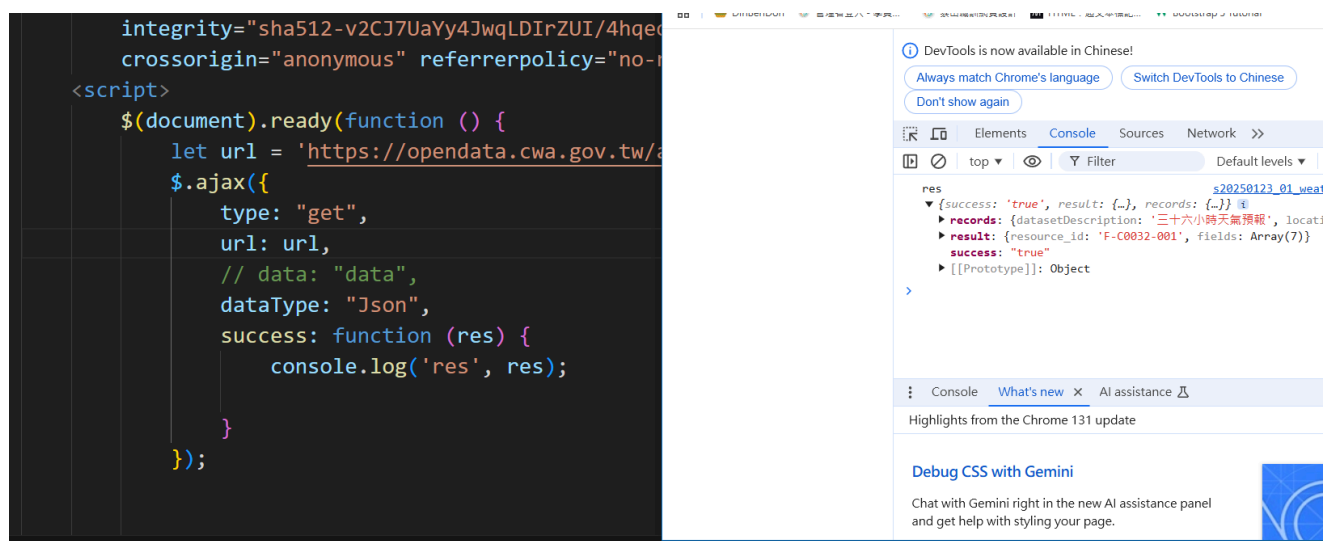 integrity="sha512-v2CJ7UaYy4JwqLDIrZUI/4hqe
crossorigin="anonymous" referrerpolicy="no-
<script>
$(document).ready(function () {
let url = 'https://opendata.cwa.gov.tw/
$.ajax({
type: "get",
url: url,
// data: "data",
dataType: "Json",
success: function (res) {
console.log('res', res);
}
});
DinbenDon
HTML
Bootstrap 5 Tutorial
DevTools is now available in Chinese!
Always match Chrome's language
Switch DevTools to Chinese
Don't show again
Elements Console Sources Network
top Filter Default levels
res s20250123_01_weat
{success: 'true', result: {…}, records: {…}}
records: {datasetDescription: '三十六小時天氣預報', locati
result: {resource_id: 'F-C0032-001', fields: Array(7)}
success: "true"
[[Prototype]]: Object
Console What's new AI assistance
Highlights from the Chrome 131 update
Debug CSS with Gemini
Chat with Gemini right in the new AI assistance panel
and get help with styling your page.